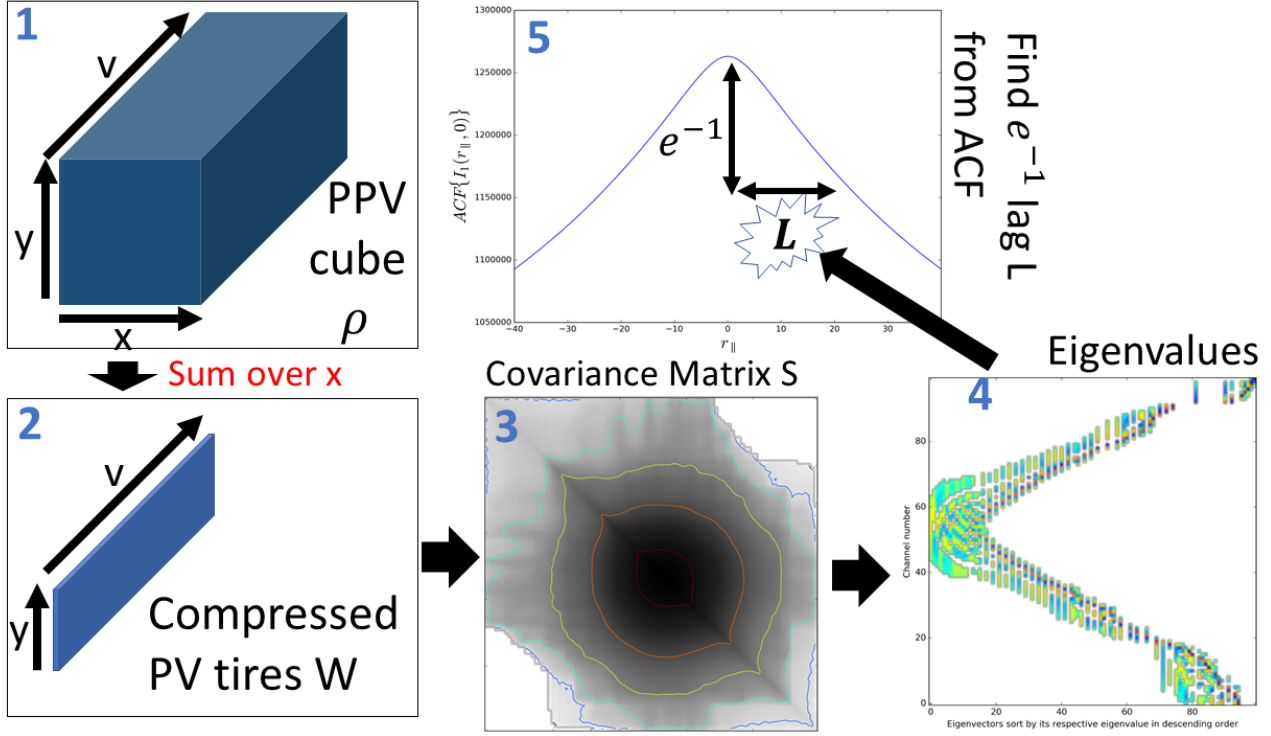 1
v
y
x
PPV
cube
ρ
Sum over x
2
v
y
Compressed
PV tires W
Covariance Matrix S
3
Eigenvalues
4
Channel number
80
60
40
20
0
0 20 40 60 80
Eigenvectors sort by its respective eigenvalue in descending order
5
ACF{I₁(r∥, 0)}
1300000
1250000
1200000
1150000
1100000
1050000
−40 −30 −20 −10 0 10 20 30
r∥
e⁻¹
L
Find e⁻¹ lag L
from ACF